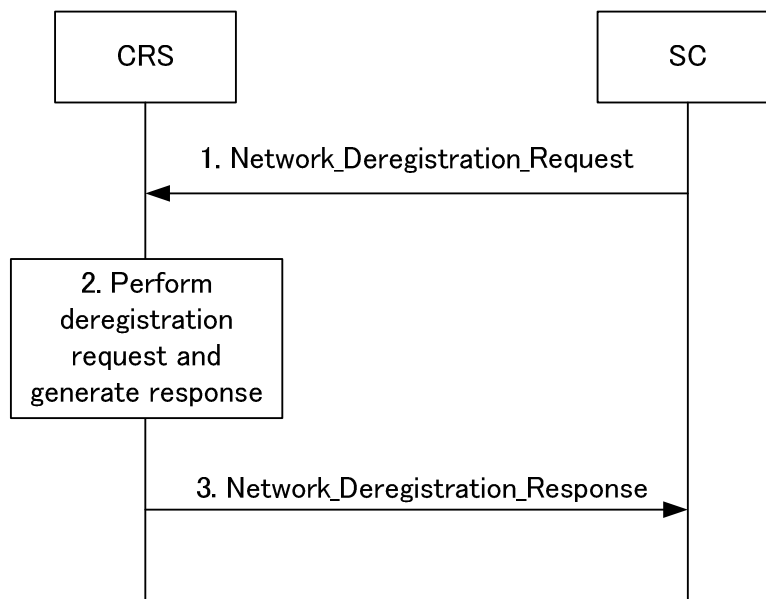 CRS
SC
1. Network_Deregistration_Request
2. Perform
deregistration
request and
generate response
3. Network_Deregistration_Response